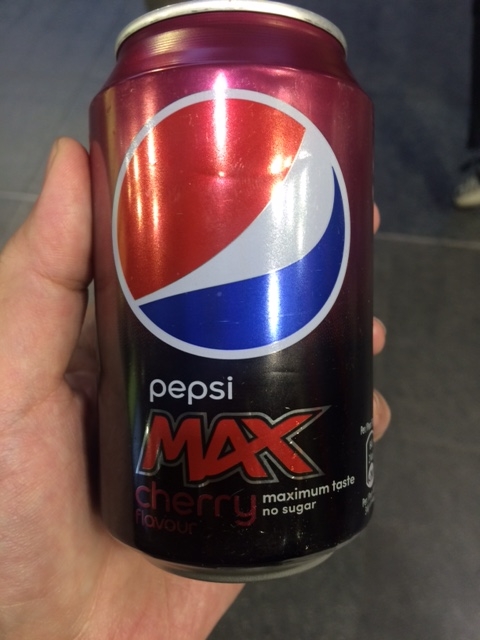 pepsi
MAX
cherry
flavour
maximum taste
no sugar